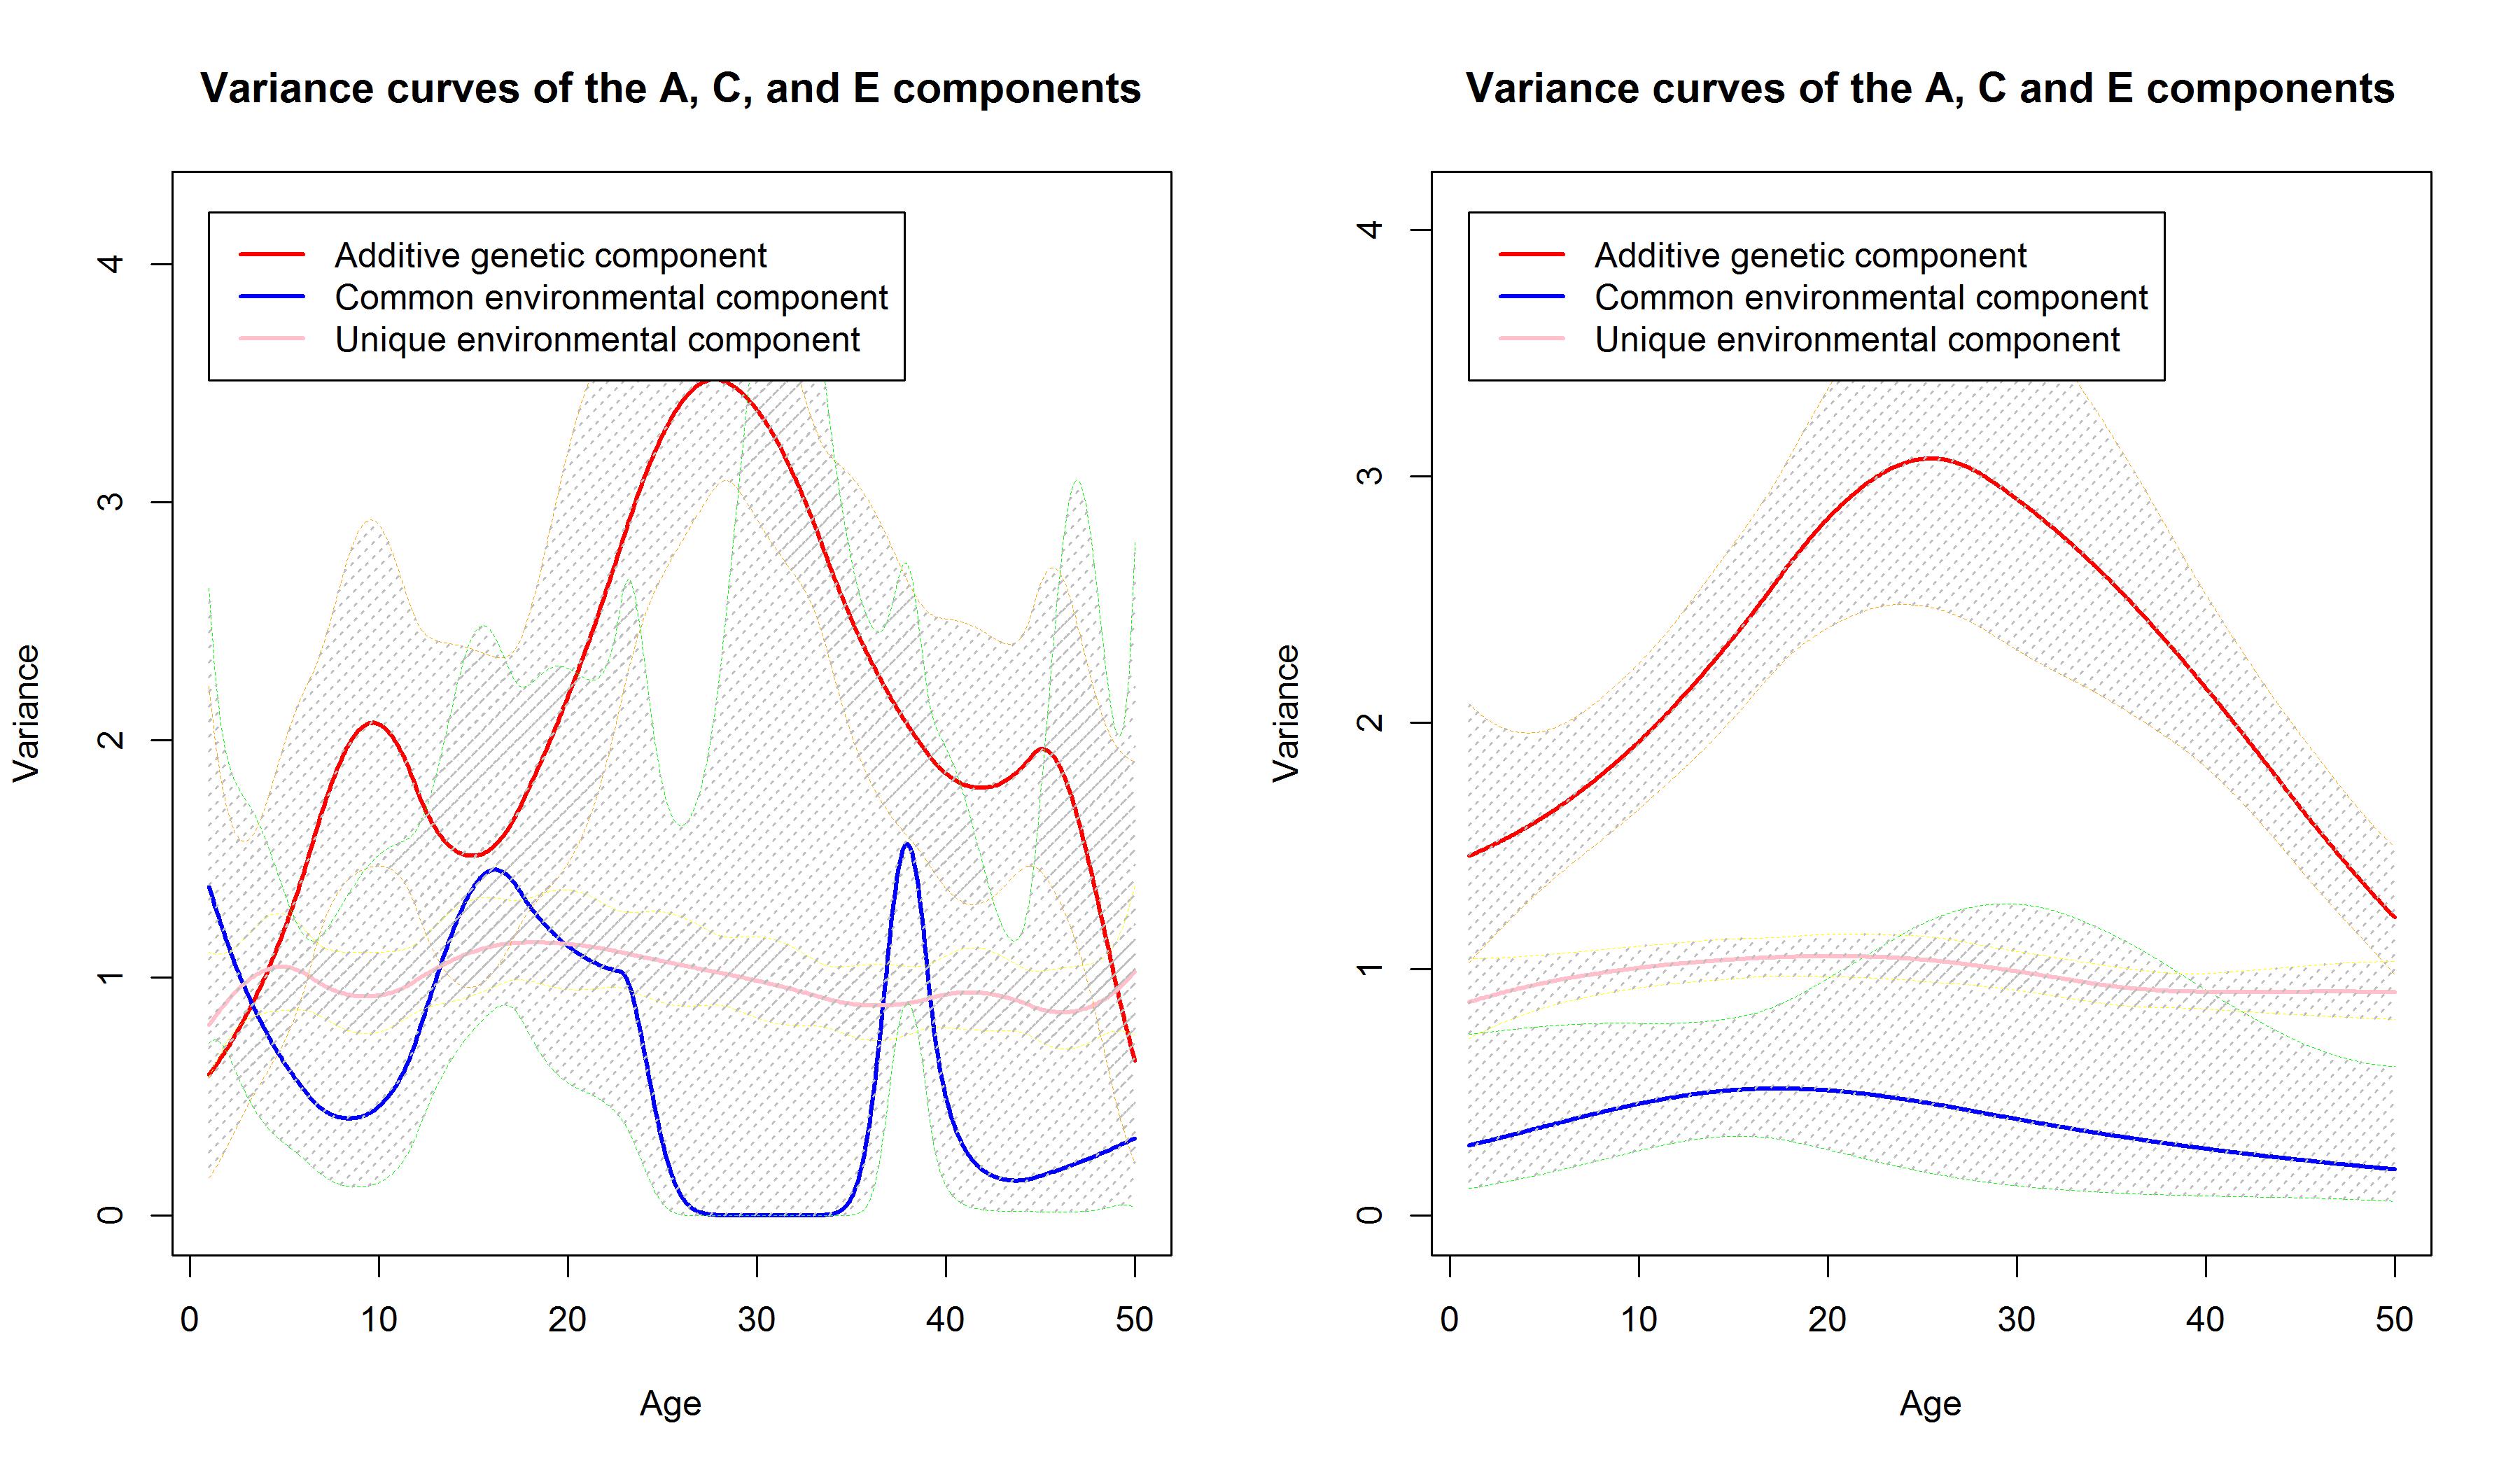 Variance curves of the A, C, and E components
Additive genetic component
Common environmental component
Unique environmental component
Variance
4
3
2
1
0
0 10 20 30 40 50
Age
Variance curves of the A, C and E components
Additive genetic component
Common environmental component
Unique environmental component
Variance
4
3
2
1
0
0 10 20 30 40 50
Age